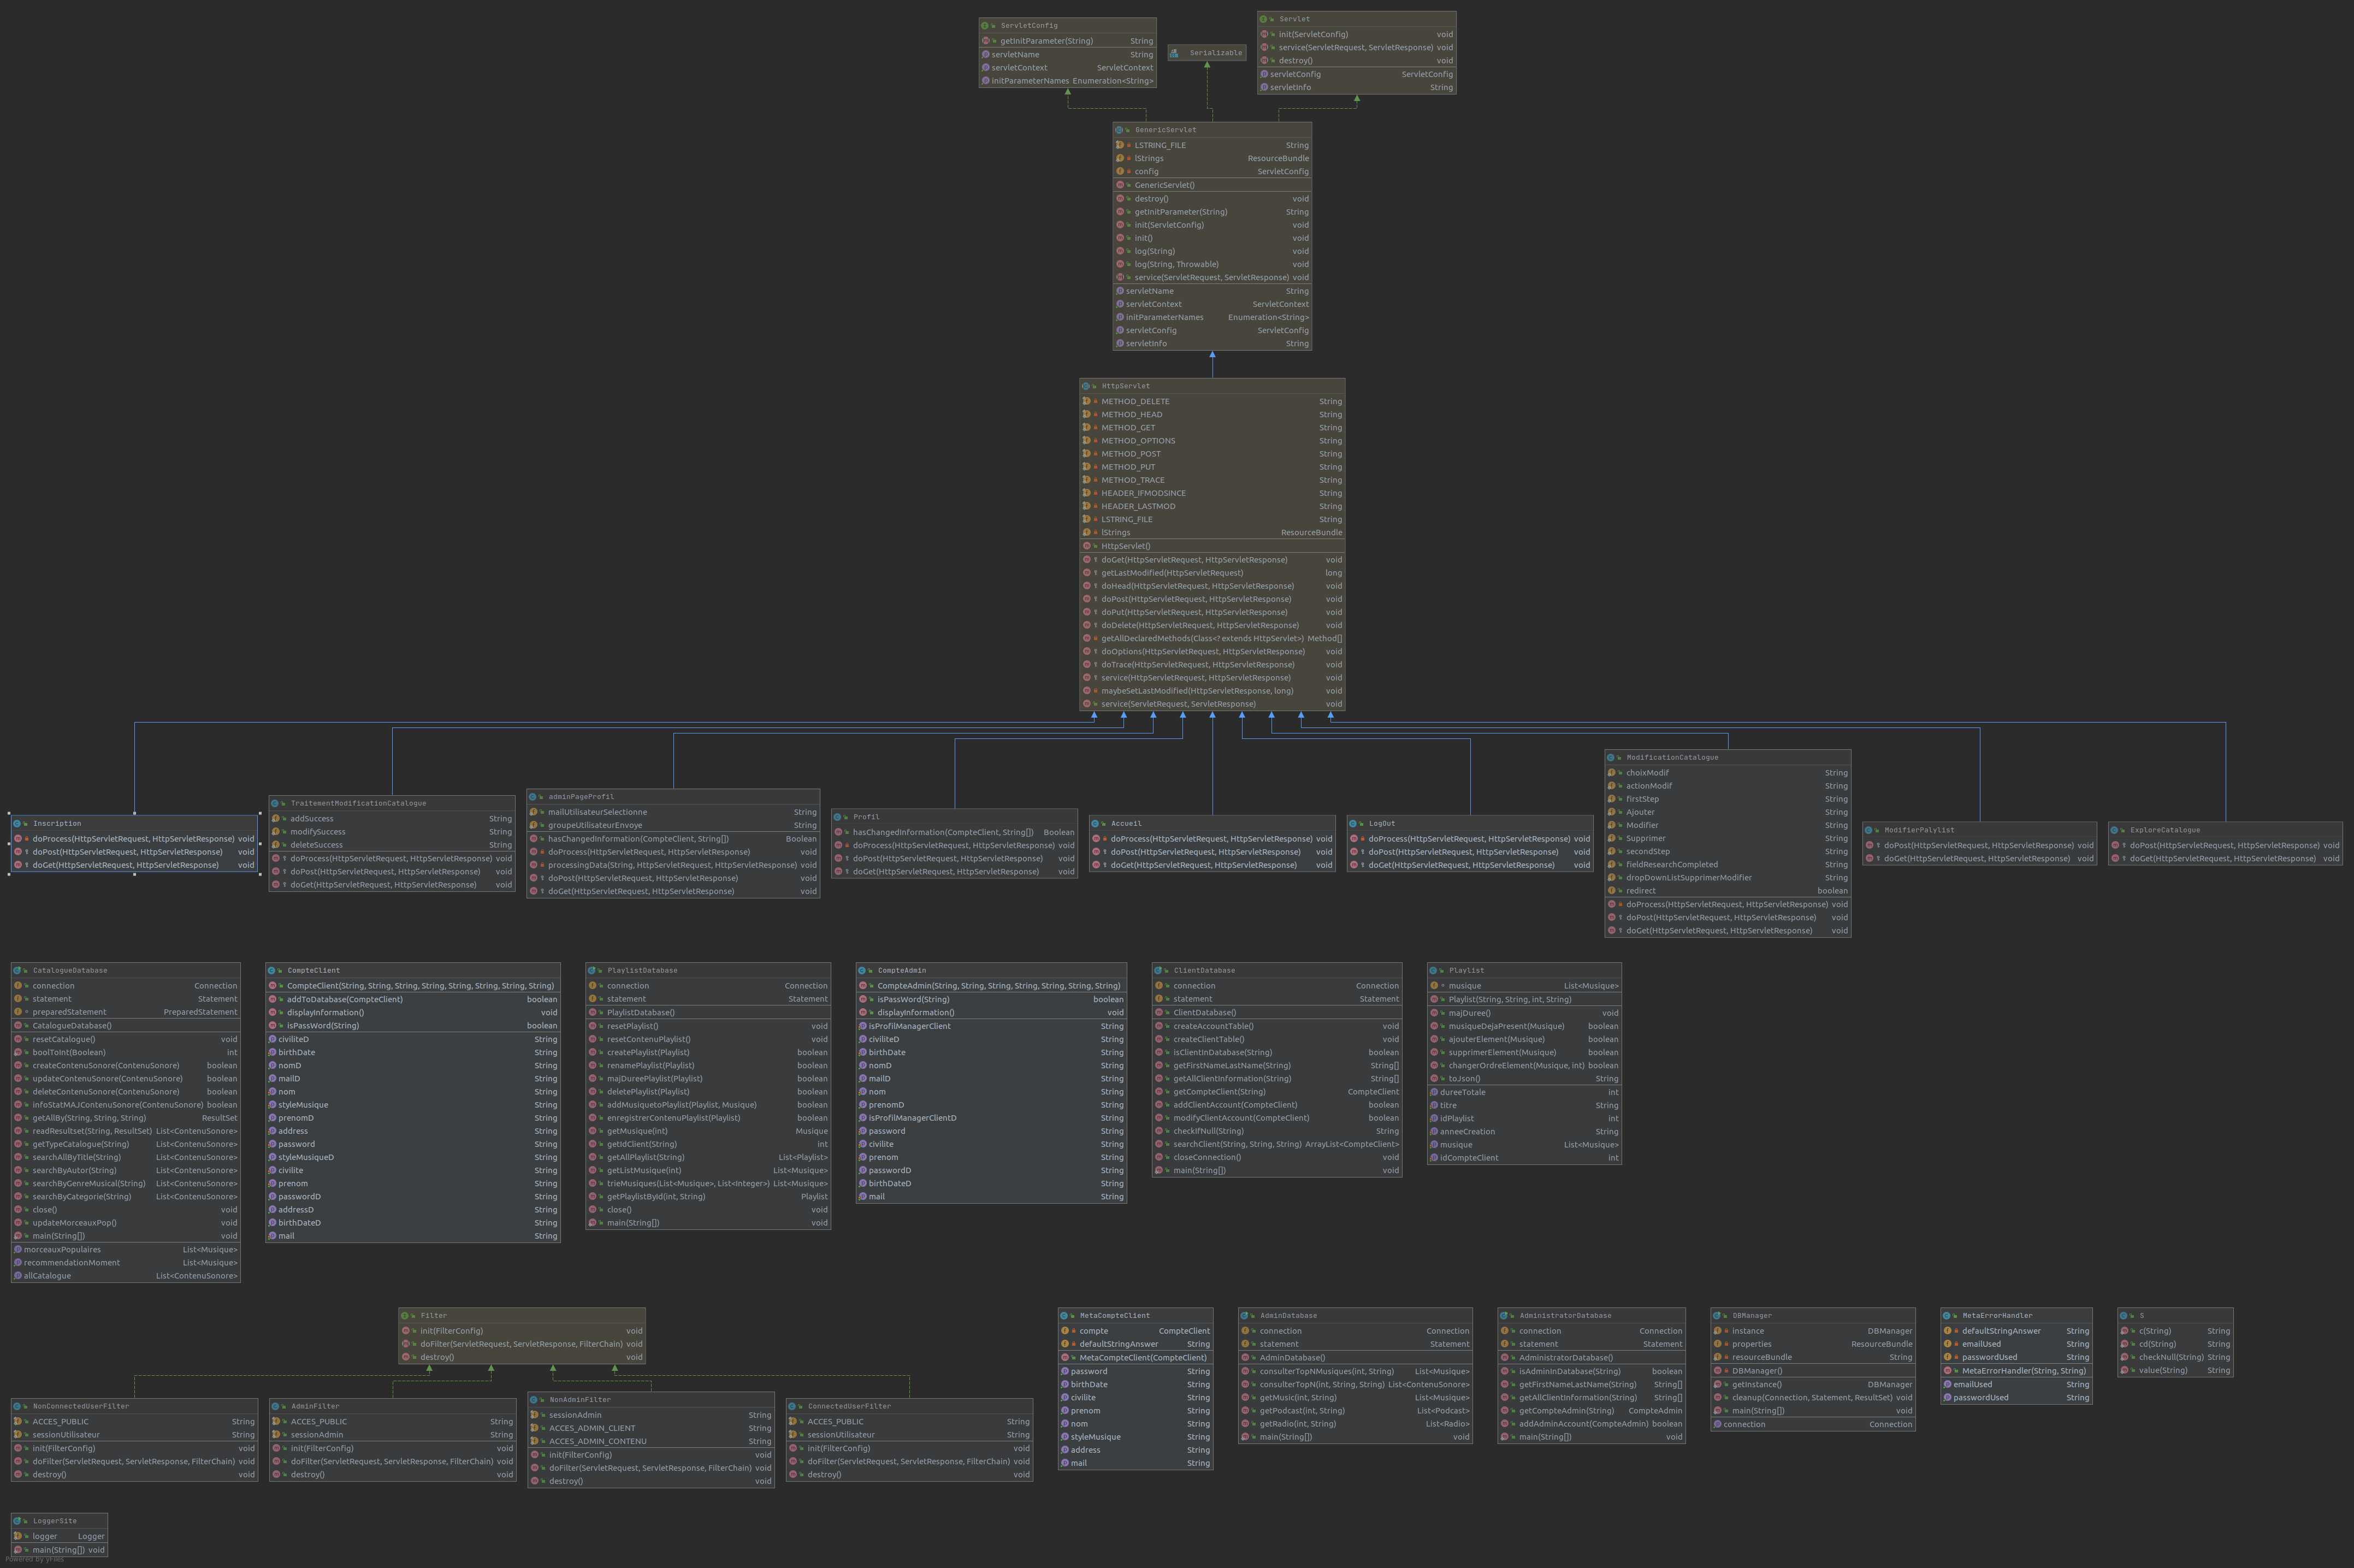 ServletConfig
getInitParameter(String) String
servletName String
servletContext ServletContext
initParameterNames Enumeration<String>
Serializable
Servlet
init(ServletConfig) void
service(ServletRequest, ServletResponse) void
destroy() void
servletConfig ServletConfig
servletInfo String
GenericServlet
LSTRING_FILE String
lStrings ResourceBundle
config ServletConfig
GenericServlet()
destroy() void
getInitParameter(String) String
init(ServletConfig) void
init() void
log(String) void
log(String, Throwable) void
service(ServletRequest, ServletResponse) void
servletName String
servletContext ServletContext
initParameterNames Enumeration<String>
servletConfig ServletConfig
servletInfo String
HttpServlet
METHOD_DELETE String
METHOD_HEAD String
METHOD_GET String
METHOD_OPTIONS String
METHOD_POST String
METHOD_PUT String
METHOD_TRACE String
HEADER_IFMODSINCE String
HEADER_LASTMOD String
LSTRING_FILE String
lStrings ResourceBundle
HttpServlet()
doGet(HttpServletRequest, HttpServletResponse) void
getLastModified(HttpServletRequest) long
doHead(HttpServletRequest, HttpServletResponse) void
doPost(HttpServletRequest, HttpServletResponse) void
doPut(HttpServletRequest, HttpServletResponse) void
doDelete(HttpServletRequest, HttpServletResponse) void
getAllDeclaredMethods(Class<? extends HttpServlet>) Method[]
doOptions(HttpServletRequest, HttpServletResponse) void
doTrace(HttpServletRequest, HttpServletResponse) void
service(HttpServletRequest, HttpServletResponse) void
maybeSetLastModified(HttpServletResponse, long) void
service(ServletRequest, ServletResponse) void
Inscription
doProcess(HttpServletRequest, HttpServletResponse) void
doPost(HttpServletRequest, HttpServletResponse) void
doGet(HttpServletRequest, HttpServletResponse) void
TraitementModificationCatalogue
addSuccess String
modifySuccess String
deleteSuccess String
doProcess(HttpServletRequest, HttpServletResponse) void
doPost(HttpServletRequest, HttpServletResponse) void
doGet(HttpServletRequest, HttpServletResponse) void
adminPageProfil
mailUtilisateurSelectionne String
groupeUtilisateurEnvoye String
hasChangedInformation(CompteClient, String[]) Boolean
doProcess(HttpServletRequest, HttpServletResponse) void
processingData(String, HttpServletRequest, HttpServletResponse) void
doPost(HttpServletRequest, HttpServletResponse) void
doGet(HttpServletRequest, HttpServletResponse) void
Profil
hasChangedInformation(CompteClient, String[]) Boolean
doProcess(HttpServletRequest, HttpServletResponse) void
doPost(HttpServletRequest, HttpServletResponse) void
doGet(HttpServletRequest, HttpServletResponse) void
Accueil
doProcess(HttpServletRequest, HttpServletResponse) void
doPost(HttpServletRequest, HttpServletResponse) void
doGet(HttpServletRequest, HttpServletResponse) void
LogOut
doProcess(HttpServletRequest, HttpServletResponse) void
doPost(HttpServletRequest, HttpServletResponse) void
doGet(HttpServletRequest, HttpServletResponse) void
ModificationCatalogue
choixModif String
actionModif String
firstStep String
Ajouter String
Modifier String
Supprimer String
secondStep String
fieldResearchCompleted String
dropDownListSupprimerModifier String
redirect boolean
doProcess(HttpServletRequest, HttpServletResponse) void
doPost(HttpServletRequest, HttpServletResponse) void
doGet(HttpServletRequest, HttpServletResponse) void
ModifierPalylist
doPost(HttpServletRequest, HttpServletResponse) void
doGet(HttpServletRequest, HttpServletResponse) void
ExploreCatalogue
doPost(HttpServletRequest, HttpServletResponse) void
doGet(HttpServletRequest, HttpServletResponse) void
CatalogueDatabase
connection Connection
statement Statement
preparedStatement PreparedStatement
CatalogueDatabase()
resetCatalogue() void
boolToInt(Boolean) int
createContenuSonore(ContenuSonore) boolean
updateContenuSonore(ContenuSonore) boolean
deleteContenuSonore(ContenuSonore) boolean
infoStatMAJContenuSonore(ContenuSonore) boolean
getAllBy(String, String, String) ResultSet
readResultset(String, ResultSet) List<ContenuSonore>
getTypeCatalogue(String) List<ContenuSonore>
searchAllByTitle(String) List<ContenuSonore>
searchByAutor(String) List<ContenuSonore>
searchByGenreMusical(String) List<ContenuSonore>
searchByCategorie(String) List<ContenuSonore>
close() void
updateMorceauxPop() void
main(String[]) void
morceauxPopulaires List<Musique>
recommendationMoment List<Musique>
allCatalogue List<ContenuSonore>
CompteClient
CompteClient(String, String, String, String, String, String, String, String)
addToDatabase(CompteClient) boolean
displayInformation() void
isPassWord(String) boolean
civiliteD String
birthDate String
nomD String
mailD String
nom String
styleMusique String
prenomD String
address String
password String
styleMusiqueD String
civilite String
prenom String
passwordD String
addressD String
birthDateD String
mail String
PlaylistDatabase
connection Connection
statement Statement
PlaylistDatabase()
resetPlaylist() void
resetContenuPlaylist() void
createPlaylist(Playlist) boolean
renamePlaylist(Playlist) boolean
majDureePlaylist(Playlist) boolean
deletePlaylist(Playlist) boolean
addMusiquetoPlaylist(Playlist, Musique) boolean
enregistrerContenuPlaylist(Playlist) boolean
getMusique(int) Musique
getIdClient(String) int
getAllPlaylist(String) List<Playlist>
getListMusique(int) List<Musique>
trieMusiques(List<Musique>, List<Integer>) List<Musique>
getPlaylistById(int, String) Playlist
close() void
main(String[]) void
CompteAdmin
CompteAdmin(String, String, String, String, String, String, String)
isPassWord(String) boolean
displayInformation() void
isProfilManagerClient String
civiliteD String
birthDate String
nomD String
mailD String
nom String
prenomD String
isProfilManagerClientD String
password String
civilite String
prenom String
passwordD String
birthDateD String
mail String
ClientDatabase
connection Connection
statement Statement
ClientDatabase()
createAccountTable() void
createClientTable() void
isClientInDatabase(String) boolean
getFirstNameLastName(String) String[]
getAllClientInformation(String) String[]
getCompteClient(String) CompteClient
addClientAccount(CompteClient) boolean
modifyClientAccount(CompteClient) boolean
checkIfNull(String) String
searchClient(String, String, String) ArrayList<CompteClient>
closeConnection() void
main(String[]) void
Playlist
musique List<Musique>
Playlist(String, String, int, String)
majDuree() void
musiqueDejaPresent(Musique) boolean
ajouterElement(Musique) boolean
supprimerElement(Musique) boolean
changerOrdreElement(Musique, int) boolean
toJson() String
dureeTotale int
titre String
idPlaylist int
anneeCreation String
musique List<Musique>
idCompteClient int
Filter
init(FilterConfig) void
doFilter(ServletRequest, ServletResponse, FilterChain) void
destroy() void
NonConnectedUserFilter
ACCES_PUBLIC String
sessionUtilisateur String
init(FilterConfig) void
doFilter(ServletRequest, ServletResponse, FilterChain) void
destroy() void
AdminFilter
ACCES_PUBLIC String
sessionAdmin String
init(FilterConfig) void
doFilter(ServletRequest, ServletResponse, FilterChain) void
destroy() void
NonAdminFilter
sessionAdmin String
ACCES_ADMIN_CLIENT String
ACCES_ADMIN_CONTENU String
init(FilterConfig) void
doFilter(ServletRequest, ServletResponse, FilterChain) void
destroy() void
ConnectedUserFilter
ACCES_PUBLIC String
sessionUtilisateur String
init(FilterConfig) void
doFilter(ServletRequest, ServletResponse, FilterChain) void
destroy() void
MetaCompteClient
compte CompteClient
defaultStringAnswer String
MetaCompteClient(CompteClient)
password String
birthDate String
civilite String
prenom String
nom String
styleMusique String
address String
mail String
AdminDatabase
connection Connection
statement Statement
AdminDatabase()
consulterTopNMusiques(int, String) List<Musique>
consulterTopN(int, String, String) List<ContenuSonore>
getMusic(int, String) List<Musique>
getPodcast(int, String) List<Podcast>
getRadio(int, String) List<Radio>
main(String[]) void
AdministratorDatabase
connection Connection
statement Statement
AdministratorDatabase()
isAdminInDatabase(String) boolean
getFirstNameLastName(String) String[]
getAllClientInformation(String) String[]
getCompteAdmin(String) CompteAdmin
addAdminAccount(CompteAdmin) boolean
main(String[]) void
DBManager
instance DBManager
properties ResourceBundle
resourceBundle String
DBManager()
getInstance() DBManager
cleanup(Connection, Statement, ResultSet) void
main(String[]) void
connection Connection
MetaErrorHandler
defaultStringAnswer String
emailUsed String
passwordUsed String
MetaErrorHandler(String, String)
emailUsed String
passwordUsed String
S
c(String) String
cd(String) String
checkNull(String) String
value(String) String
LoggerSite
logger Logger
main(String[]) void
Powered by yFiles